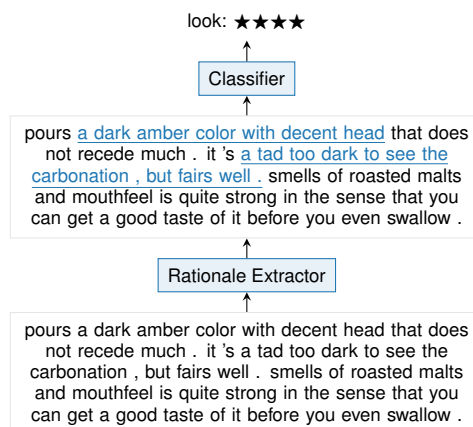 look: ★★★★
Classifier
pours a dark amber color with decent head that does
not recede much . it 's a tad too dark to see the
carbonation , but fairs well . smells of roasted malts
and mouthfeel is quite strong in the sense that you
can get a good taste of it before you even swallow .
Rationale Extractor
pours a dark amber color with decent head that does
not recede much . it 's a tad too dark to see the
carbonation , but fairs well . smells of roasted malts
and mouthfeel is quite strong in the sense that you
can get a good taste of it before you even swallow .